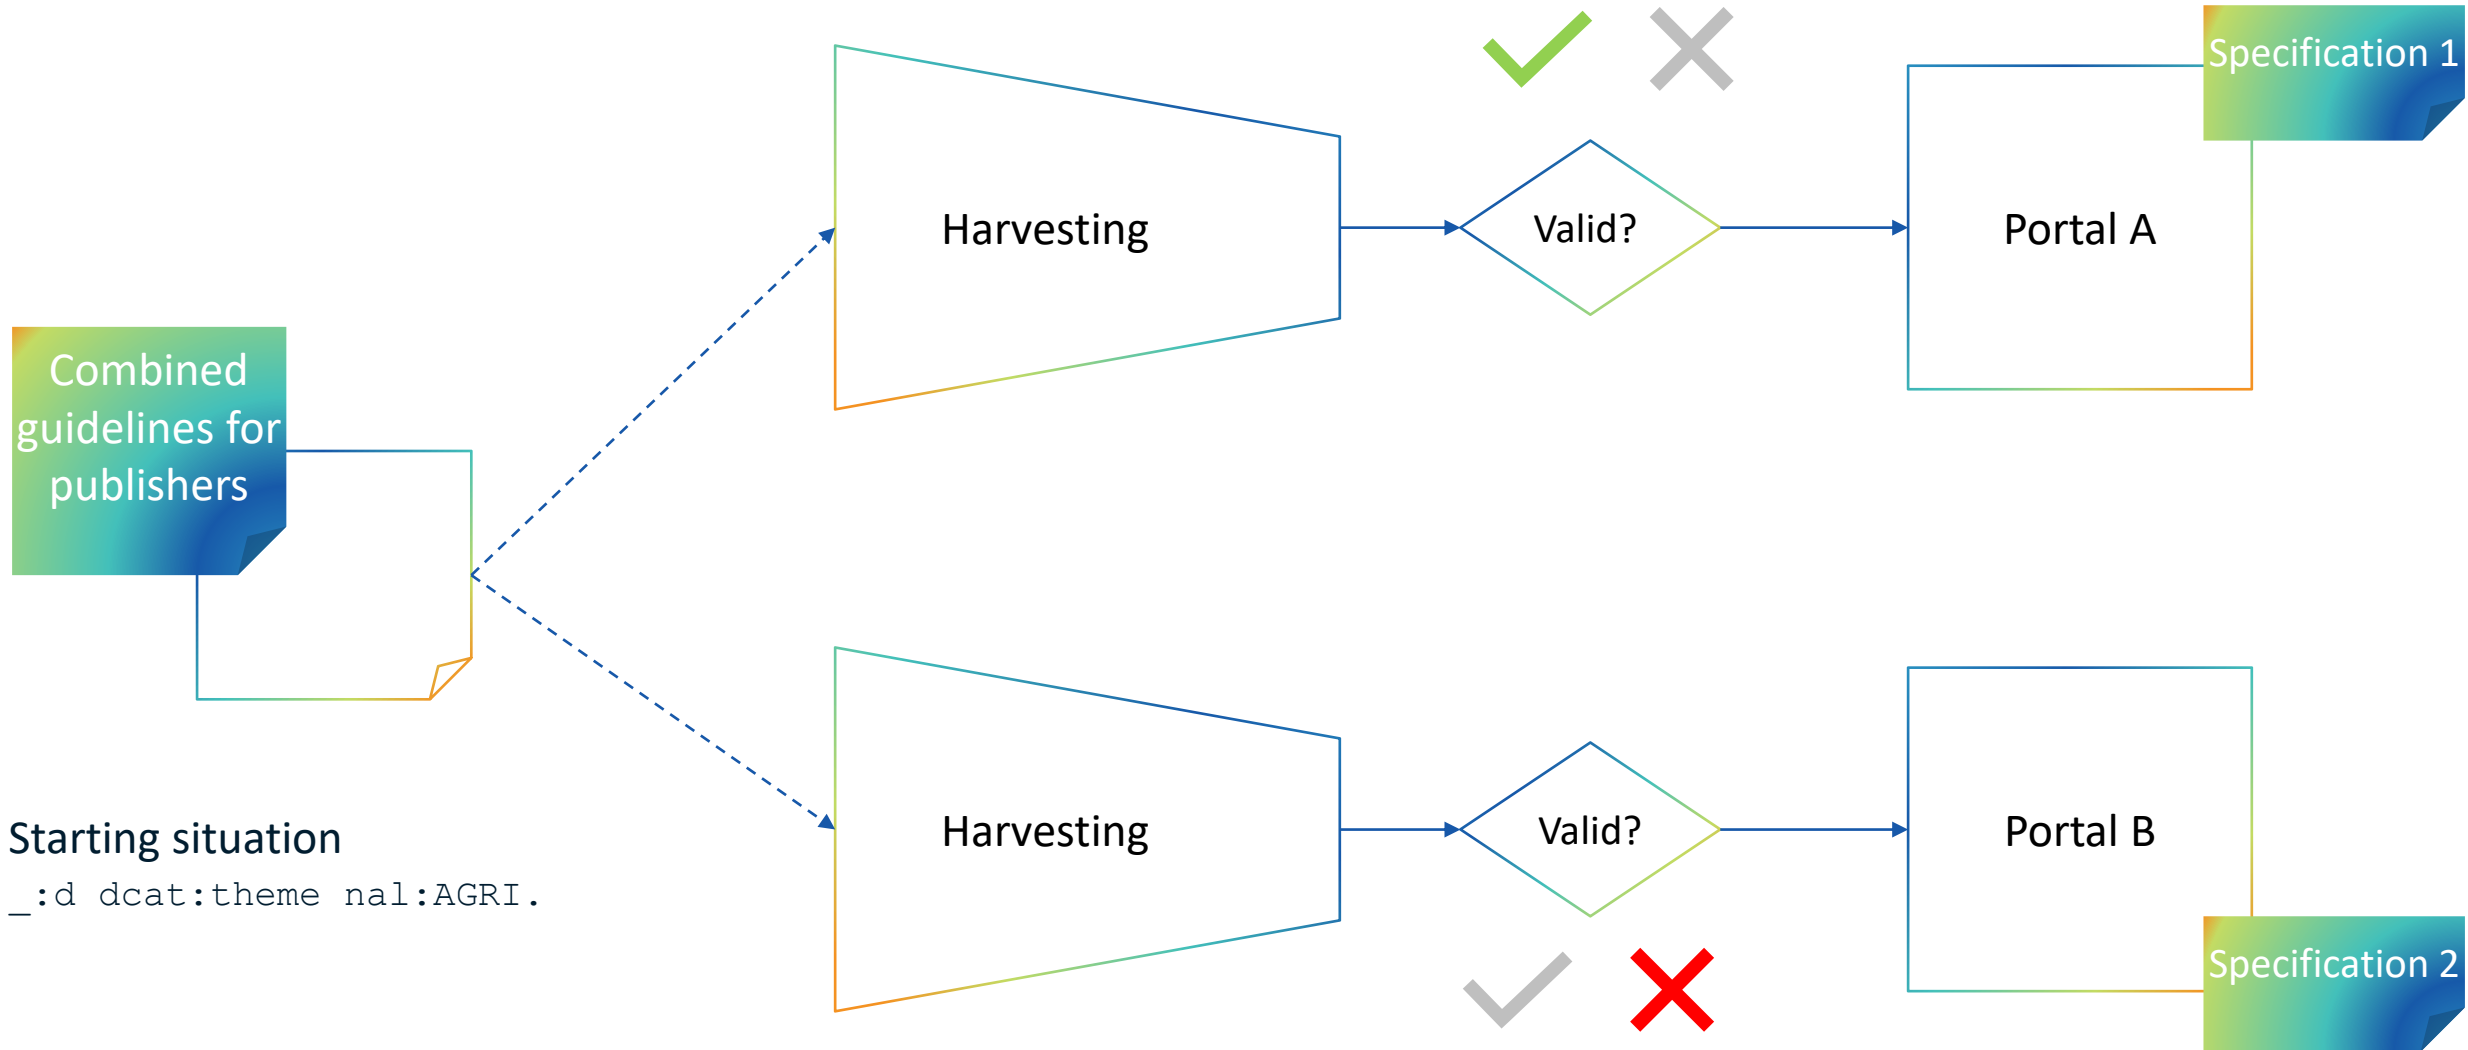 Specification 1
Harvesting
Valid?
Portal A
Combined
guidelines for
publishers
Starting situation
_:d dcat:theme nal:AGRI.
Harvesting
Valid?
Portal B
Specification 2